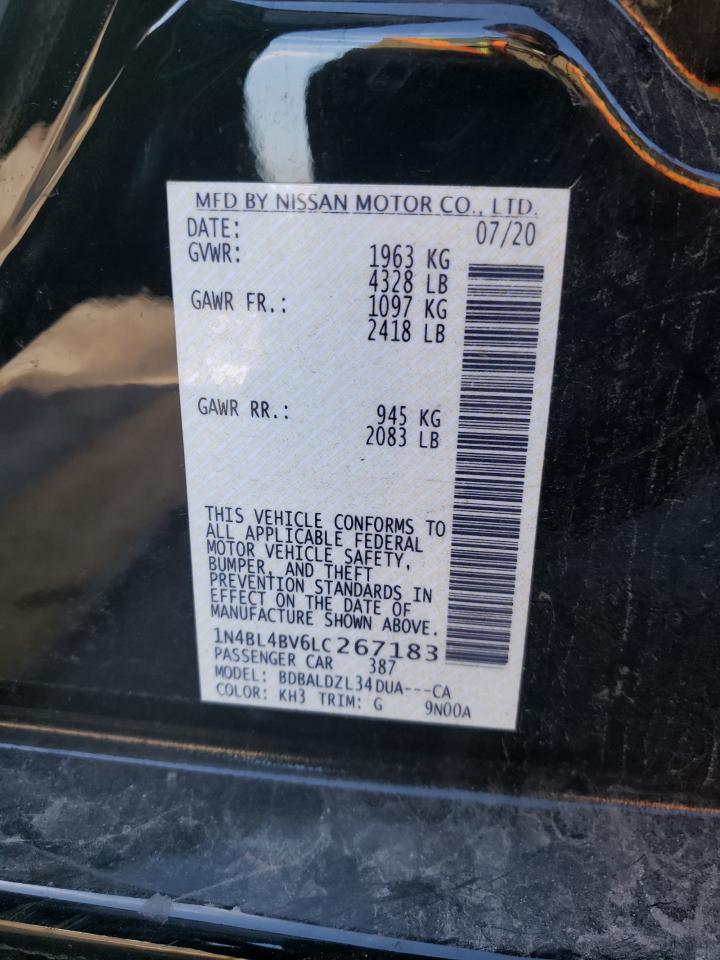 MFD BY NISSAN MOTOR CO., LTD.
DATE: 07/20
GVWR: 1963 KG
4328 LB
GAWR FR.: 1097 KG
2418 LB
GAWR RR.: 945 KG
2083 LB
THIS VEHICLE CONFORMS TO
ALL APPLICABLE FEDERAL
MOTOR VEHICLE SAFETY,
BUMPER, AND THEFT
PREVENTION STANDARDS IN
EFFECT ON THE DATE OF
MANUFACTURE SHOWN ABOVE.
1N4BL4BV6LC267183
PASSENGER CAR 387
MODEL: BDBALDZL34DUA---CA
COLOR: KH3 TRIM: G 9N00A